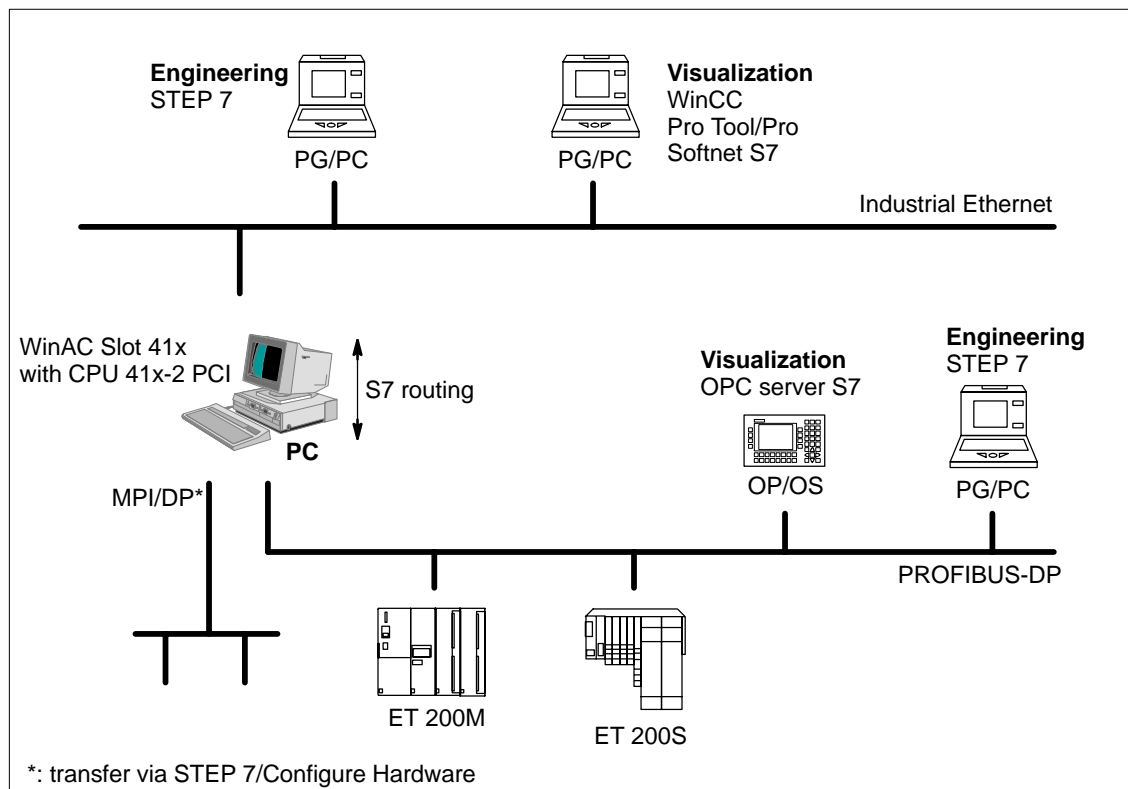 Engineering
STEP 7
PG/PC
Visualization
WinCC
Pro Tool/Pro
Softnet S7
PG/PC
Industrial Ethernet
WinAC Slot 41x
with CPU 41x-2 PCI
S7 routing
PC
Visualization
OPC server S7
OP/OS
Engineering
STEP 7
PG/PC
MPI/DP*
PROFIBUS-DP
ET 200M
ET 200S
*: transfer via STEP 7/Configure Hardware